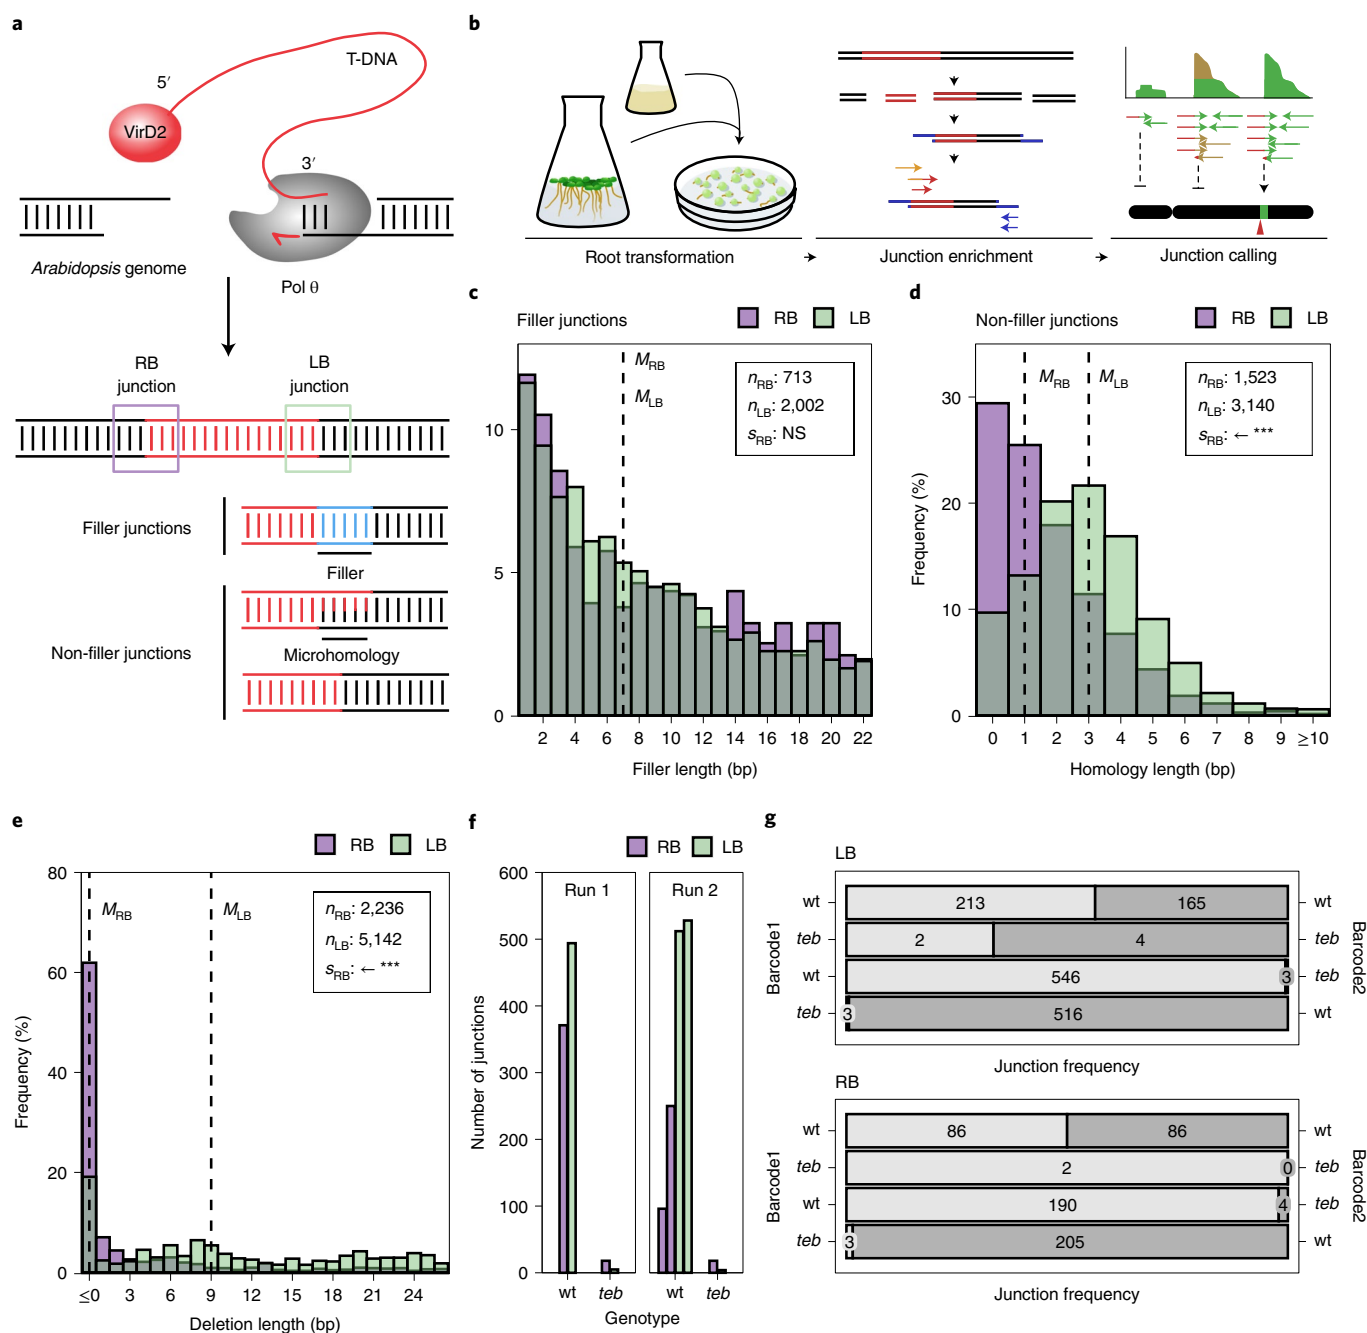 a
T-DNA
5′
VirD2
3′
Arabidopsis genome
Pol θ
RB
junction
LB
junction
Filler junctions
Filler
Non-filler junctions
Microhomology
b
Root transformation
Junction enrichment
Junction calling
c
Filler junctions
RB
LB
M_RB
M_LB
n_RB: 713
n_LB: 2,002
s_RB: NS
10
5
0
2 4 6 8 10 12 14 16 18 20 22
Filler length (bp)
d
Non-filler junctions
RB
LB
M_RB
M_LB
n_RB: 1,523
n_LB: 3,140
s_RB: ← ***
Frequency (%)
30
20
10
0
0 1 2 3 4 5 6 7 8 9 ≥10
Homology length (bp)
e
RB
LB
M_RB
M_LB
n_RB: 2,236
n_LB: 5,142
s_RB: ← ***
Frequency (%)
80
60
40
20
0
≤0 3 6 9 12 15 18 21 24
Deletion length (bp)
f
RB
LB
Run 1
Run 2
Number of junctions
600
500
400
300
200
100
0
wt teb wt teb
Genotype
g
LB
Barcode1
Barcode2
wt 213 165 wt
teb 2 4 teb
wt 546 3 teb
teb 3 516 wt
Junction frequency
RB
Barcode1
Barcode2
wt 86 86 wt
teb 2 0 teb
wt 190 4 teb
teb 3 205 wt
Junction frequency